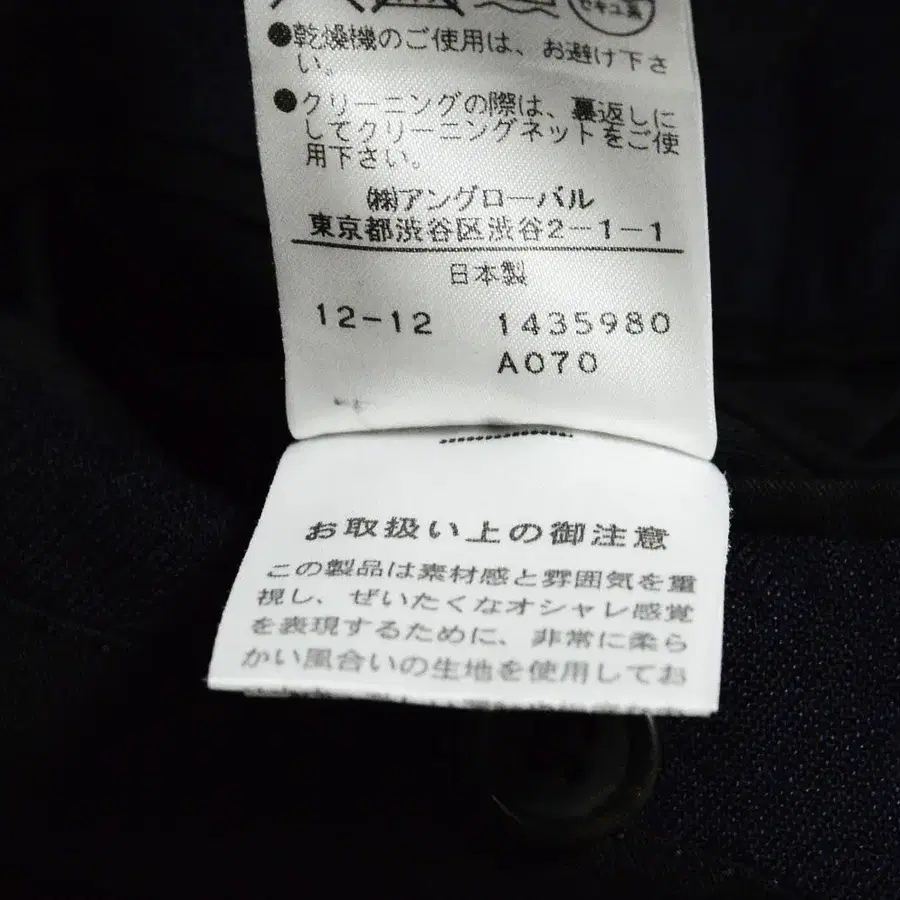 セキユ系
●乾燥機のご使用は、お避け下さ
い。
●クリーニングの際は、裏返しに
してクリーニングネットをご使
用下さい。
㈱アングローバル
東京都渋谷区渋谷2-1-1
日本製
12-12 1435980
A070
お取扱い上の御注意
この製品は素材感と雰囲気を重
視し、ぜいたくなオシャレ感覚
を表現するために、非常に柔ら
かい風合いの生地を使用してお